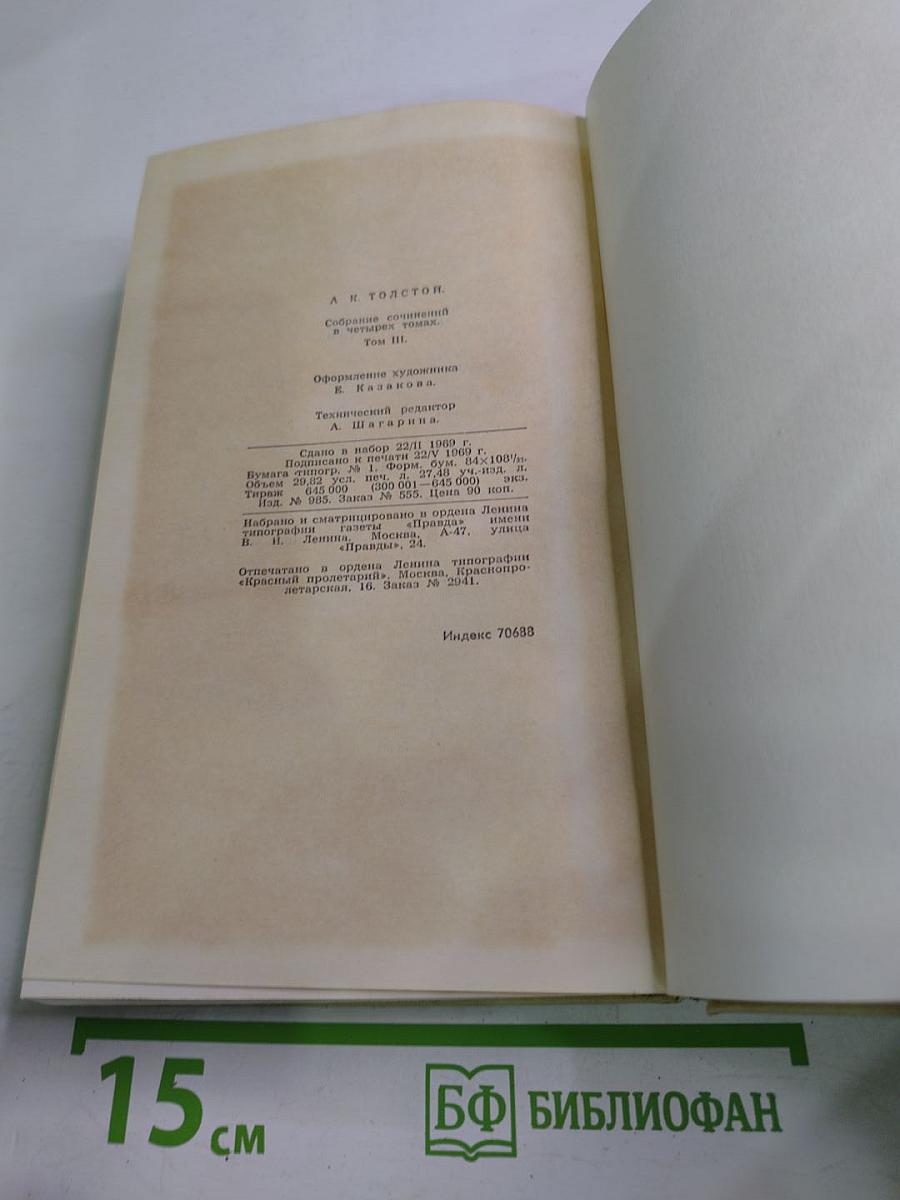 А. К. ТОЛСТОЙ.
Собрание сочинений
в четырех томах.
Том III.
Оформление художника
Е. Казакова.
Технический редактор
А. Шагарина.
Сдано в набор 22/II 1969 г.
Подписано к печати 22/V 1969 г.
Бумага типогр. № 1. Форм. бум. 84×108¹/₃₂.
Объем 29,82 усл. печ. л. 27,48 уч.-изд. л.
Тираж 645 000 (300 001—645 000) экз.
Изд. № 985. Заказ № 555. Цена 90 коп.
Набрано и сматрицировано в ордена Ленина
типографии газеты «Правда» имени
В. И. Ленина. Москва, А-47, улица
«Правды», 24.
Отпечатано в ордена Ленина типографии
«Красный пролетарий». Москва, Краснопро-
летарская, 16. Заказ № 2941.
Индекс 70688
15 см
БФ БИБЛИОФАН